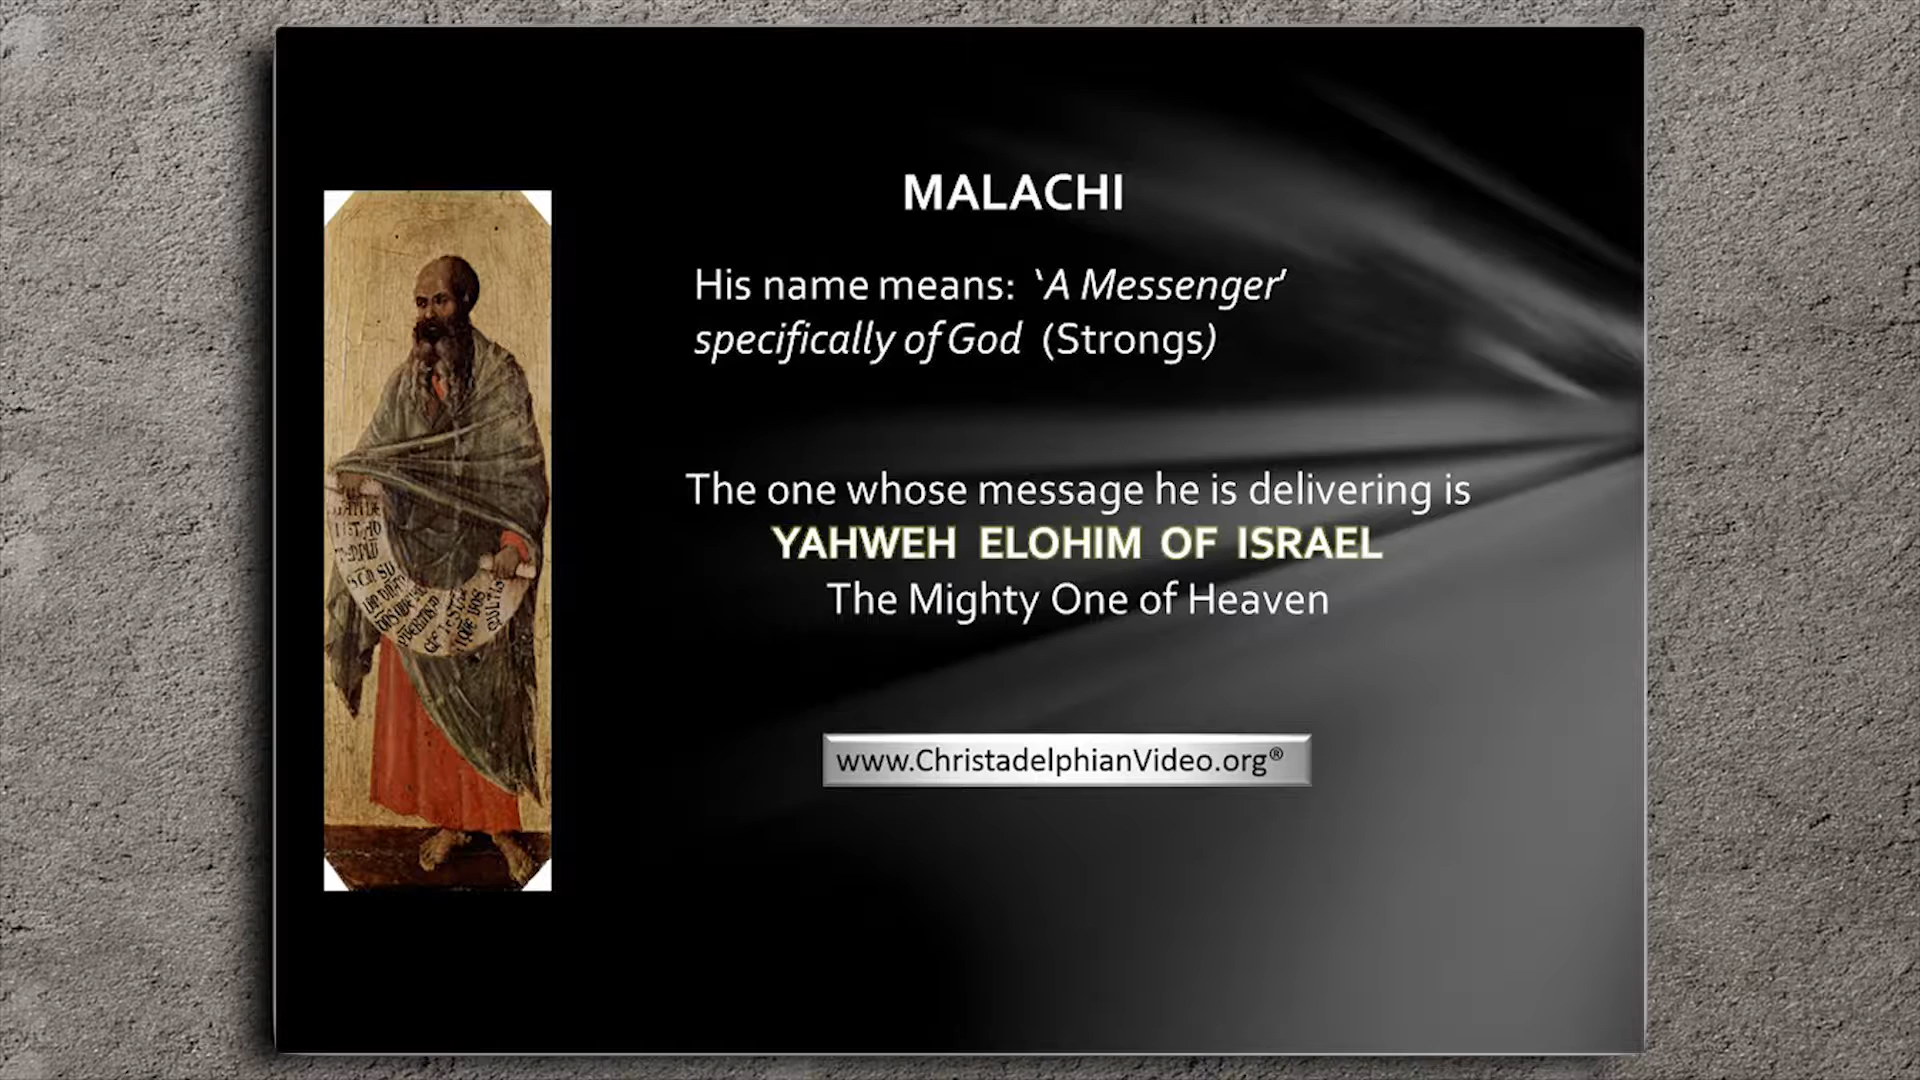 MALACHI
His name means: ‘A Messenger’
specifically of God (Strongs)
The one whose message he is delivering is
YAHWEH ELOHIM OF ISRAEL
The Mighty One of Heaven
www.ChristadelphianVideo.org®